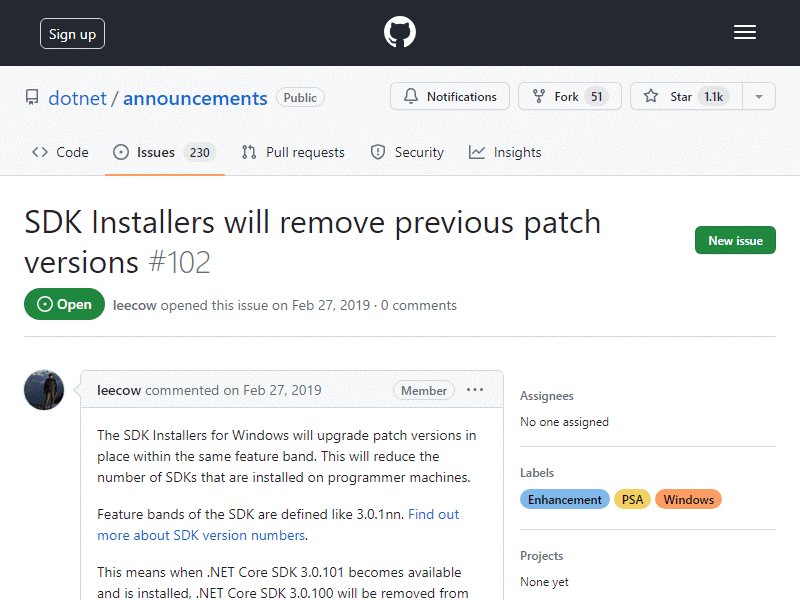 Sign up
dotnet / announcements Public
Notifications
Fork 51
Star 1.1k
Code
Issues 230
Pull requests
Security
Insights
SDK Installers will remove previous patch
versions #102
New issue
Open
leecow opened this issue on Feb 27, 2019 · 0 comments
leecow commented on Feb 27, 2019
Member
The SDK Installers for Windows will upgrade patch versions in
place within the same feature band. This will reduce the
number of SDKs that are installed on programmer machines.
Feature bands of the SDK are defined like 3.0.1nn. Find out
more about SDK version numbers.
This means when .NET Core SDK 3.0.101 becomes available
and is installed, .NET Core SDK 3.0.100 will be removed from
Assignees
No one assigned
Labels
Enhancement PSA Windows
Projects
None yet